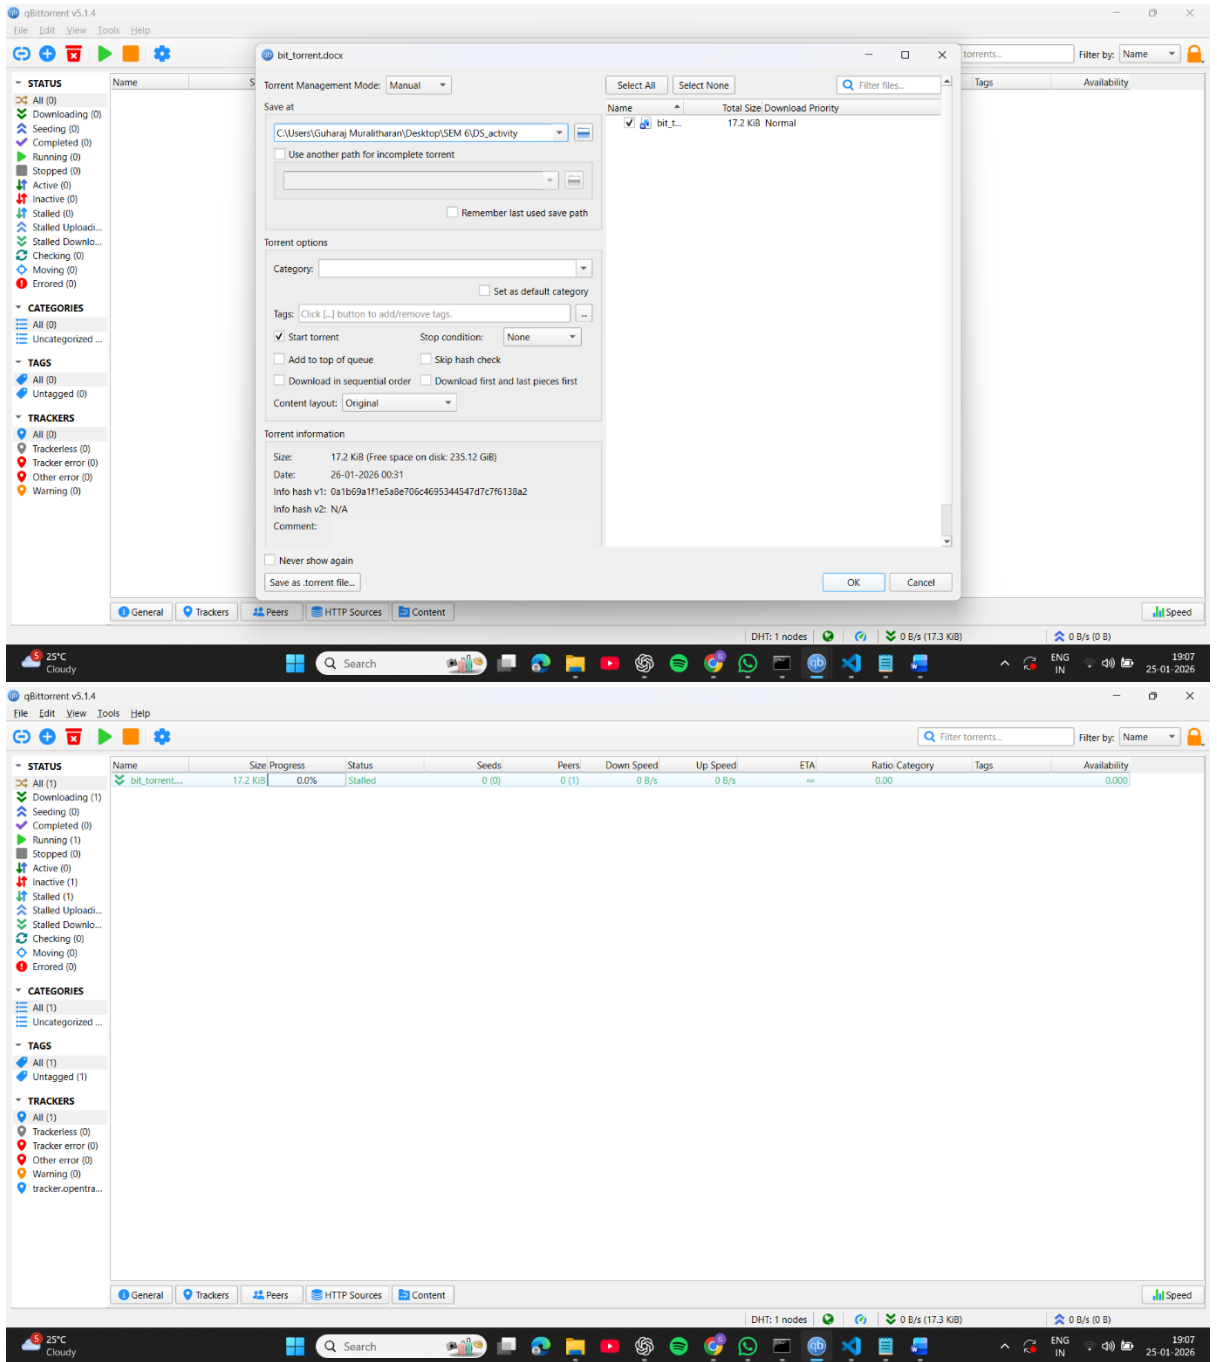 qBittorrent v5.1.4
File Edit View Tools Help
torrents...
Filter by: Name
STATUS
All (0)
Downloading (0)
Seeding (0)
Completed (0)
Running (0)
Stopped (0)
Active (0)
Inactive (0)
Stalled (0)
Stalled Uploadi...
Stalled Downlo...
Checking (0)
Moving (0)
Errored (0)
CATEGORIES
All (0)
Uncategorized ...
TAGS
All (0)
Untagged (0)
TRACKERS
All (0)
Trackerless (0)
Tracker error (0)
Other error (0)
Warning (0)
Name S Tags Availability
bit_torrent.docx
Torrent Management Mode: Manual
Save at
C:\Users\Guharaj Muralitharan\Desktop\SEM 6\DS_activity
Use another path for incomplete torrent
Remember last used save path
Torrent options
Category:
Set as default category
Tags: Click [...] button to add/remove tags. ...
Start torrent Stop condition: None
Add to top of queue Skip hash check
Download in sequential order Download first and last pieces first
Content layout: Original
Torrent information
Size: 17.2 KiB (Free space on disk: 235.12 GiB)
Date: 26-01-2026 00:31
Info hash v1: 0a1b69a1f1e5a8e706c4695344547d7c7f6138a2
Info hash v2: N/A
Comment:
Never show again
Save as .torrent file...
Select All Select None Filter files...
Name Total Size Download Priority
bit_t... 17.2 KiB Normal
OK Cancel
General Trackers Peers HTTP Sources Content Speed
DHT: 1 nodes 0 B/s (17.3 KiB) 0 B/s (0 B)
5
25°C
Cloudy
Search
ENG
IN
19:07
25-01-2026
qBittorrent v5.1.4
File Edit View Tools Help
Filter torrents... Filter by: Name
STATUS
All (1)
Downloading (1)
Seeding (0)
Completed (0)
Running (1)
Stopped (0)
Active (0)
Inactive (1)
Stalled (1)
Stalled Uploadi...
Stalled Downlo...
Checking (0)
Moving (0)
Errored (0)
CATEGORIES
All (1)
Uncategorized ...
TAGS
All (1)
Untagged (1)
TRACKERS
All (1)
Trackerless (0)
Tracker error (0)
Other error (0)
Warning (0)
tracker.opentra...
Name Size Progress Status Seeds Peers Down Speed Up Speed ETA Ratio Category Tags Availability
bit_torrent.... 17.2 KiB 0.0% Stalled 0 (0) 0 (1) 0 B/s 0 B/s ∞ 0.00 0.000
General Trackers Peers HTTP Sources Content Speed
DHT: 1 nodes 0 B/s (17.3 KiB) 0 B/s (0 B)
5
25°C
Cloudy
Search
ENG
IN
19:07
25-01-2026